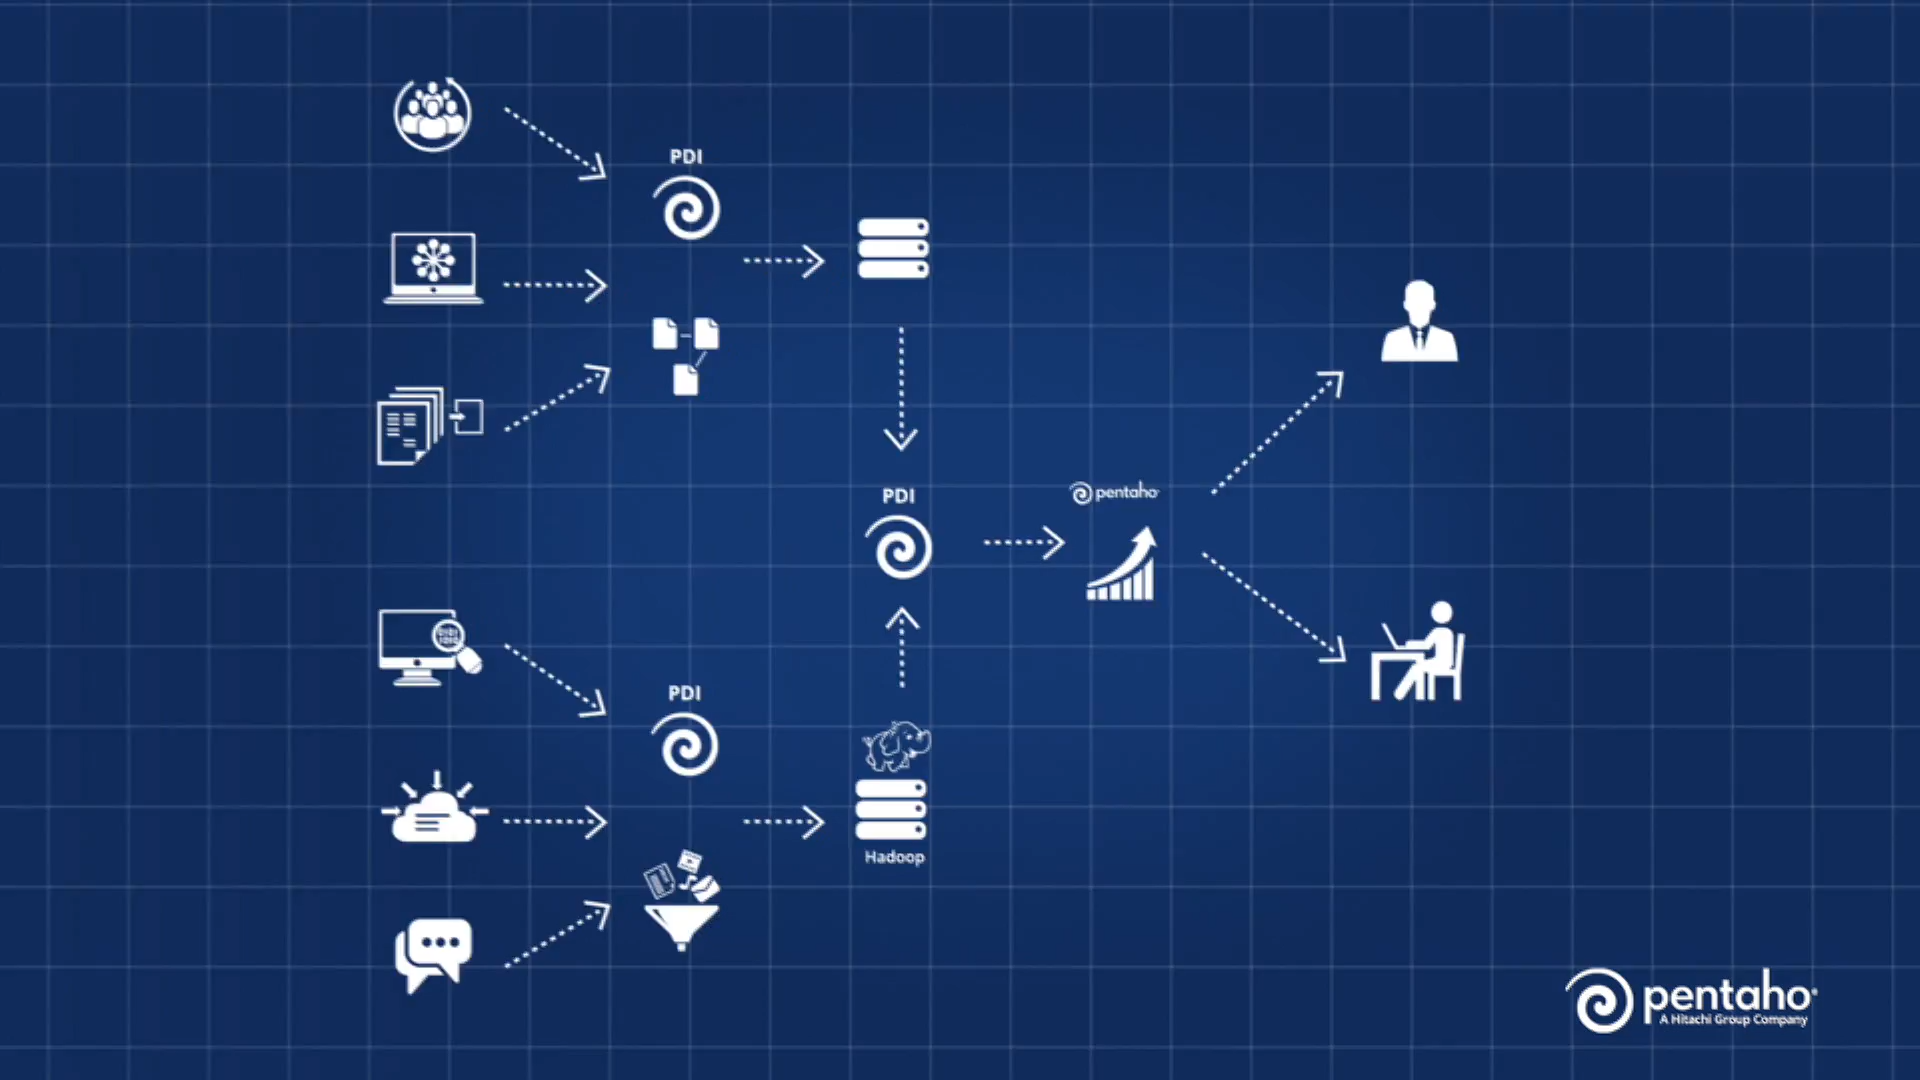 PDI
PDI
pentaho
PDI
Hadoop
pentaho
A Hitachi Group Company